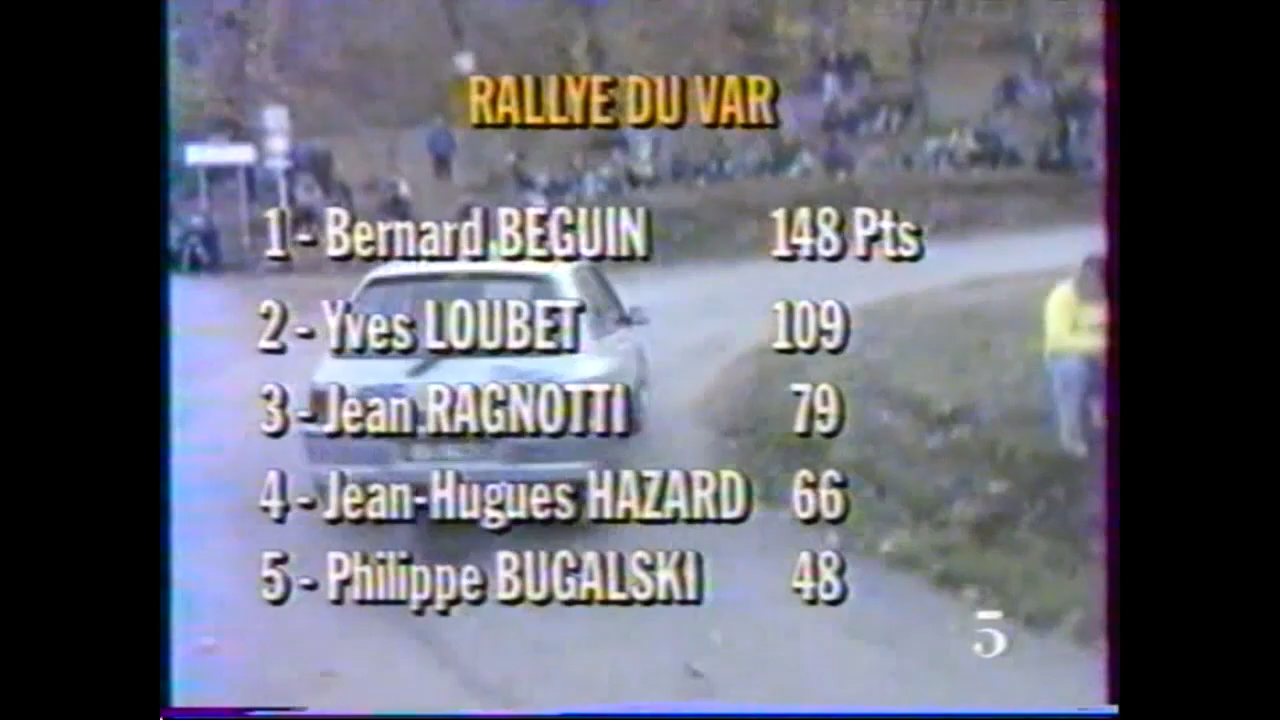 RALLYE DU VAR
1 - Bernard BEGUIN 148 Pts
2 - Yves LOUBET 109
3 - Jean RAGNOTTI 79
4 - Jean-Hugues HAZARD 66
5 - Philippe BUGALSKI 48
5